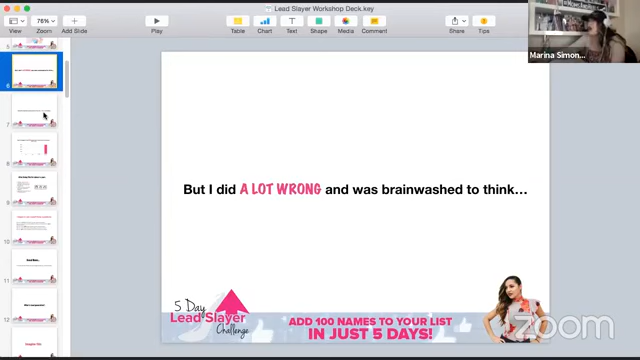 Lead Slayer Workshop Deck.key
76%
View Zoom Add Slide Play Table Chart Text Shape Media Comment Share Tips
Marina Simon...
5
6
7
8
9
10
11
12
But I did A LOT WRONG and was brainwashed to think…
5 Day
Lead Slayer
Challenge
ADD 100 NAMES TO YOUR LIST
IN JUST 5 DAYS!
zoom